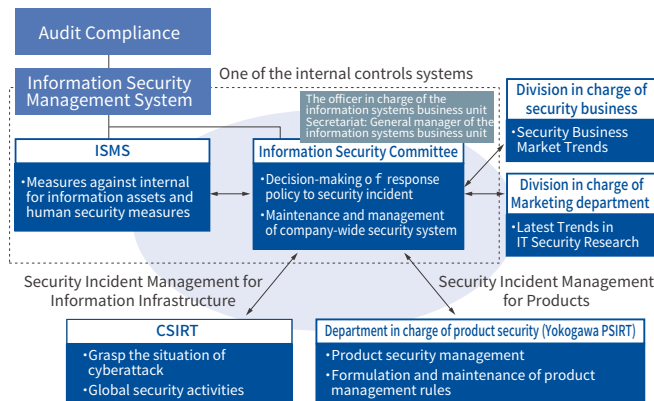 Audit Compliance
Information Security
Management System
One of the internal controls systems
The officer in charge of the
information systems business unit
Secretariat: General manager of the
information systems business unit
Division in charge of
security business
・Security Business
Market Trends
ISMS
・Measures against internal
for information assets and
human security measures
Information Security Committee
・Decision-making of response
policy to security incident
・Maintenance and management
of company-wide security system
Division in charge of
Marketing department
・Latest Trends in
IT Security Research
Security Incident Management for
Information Infrastructure
Security Incident Management
for Products
CSIRT
・Grasp the situation of
cyberattack
・Global security activities
Department in charge of product security (Yokogawa PSIRT)
・Product security management
・Formulation and maintenance of product
management rules